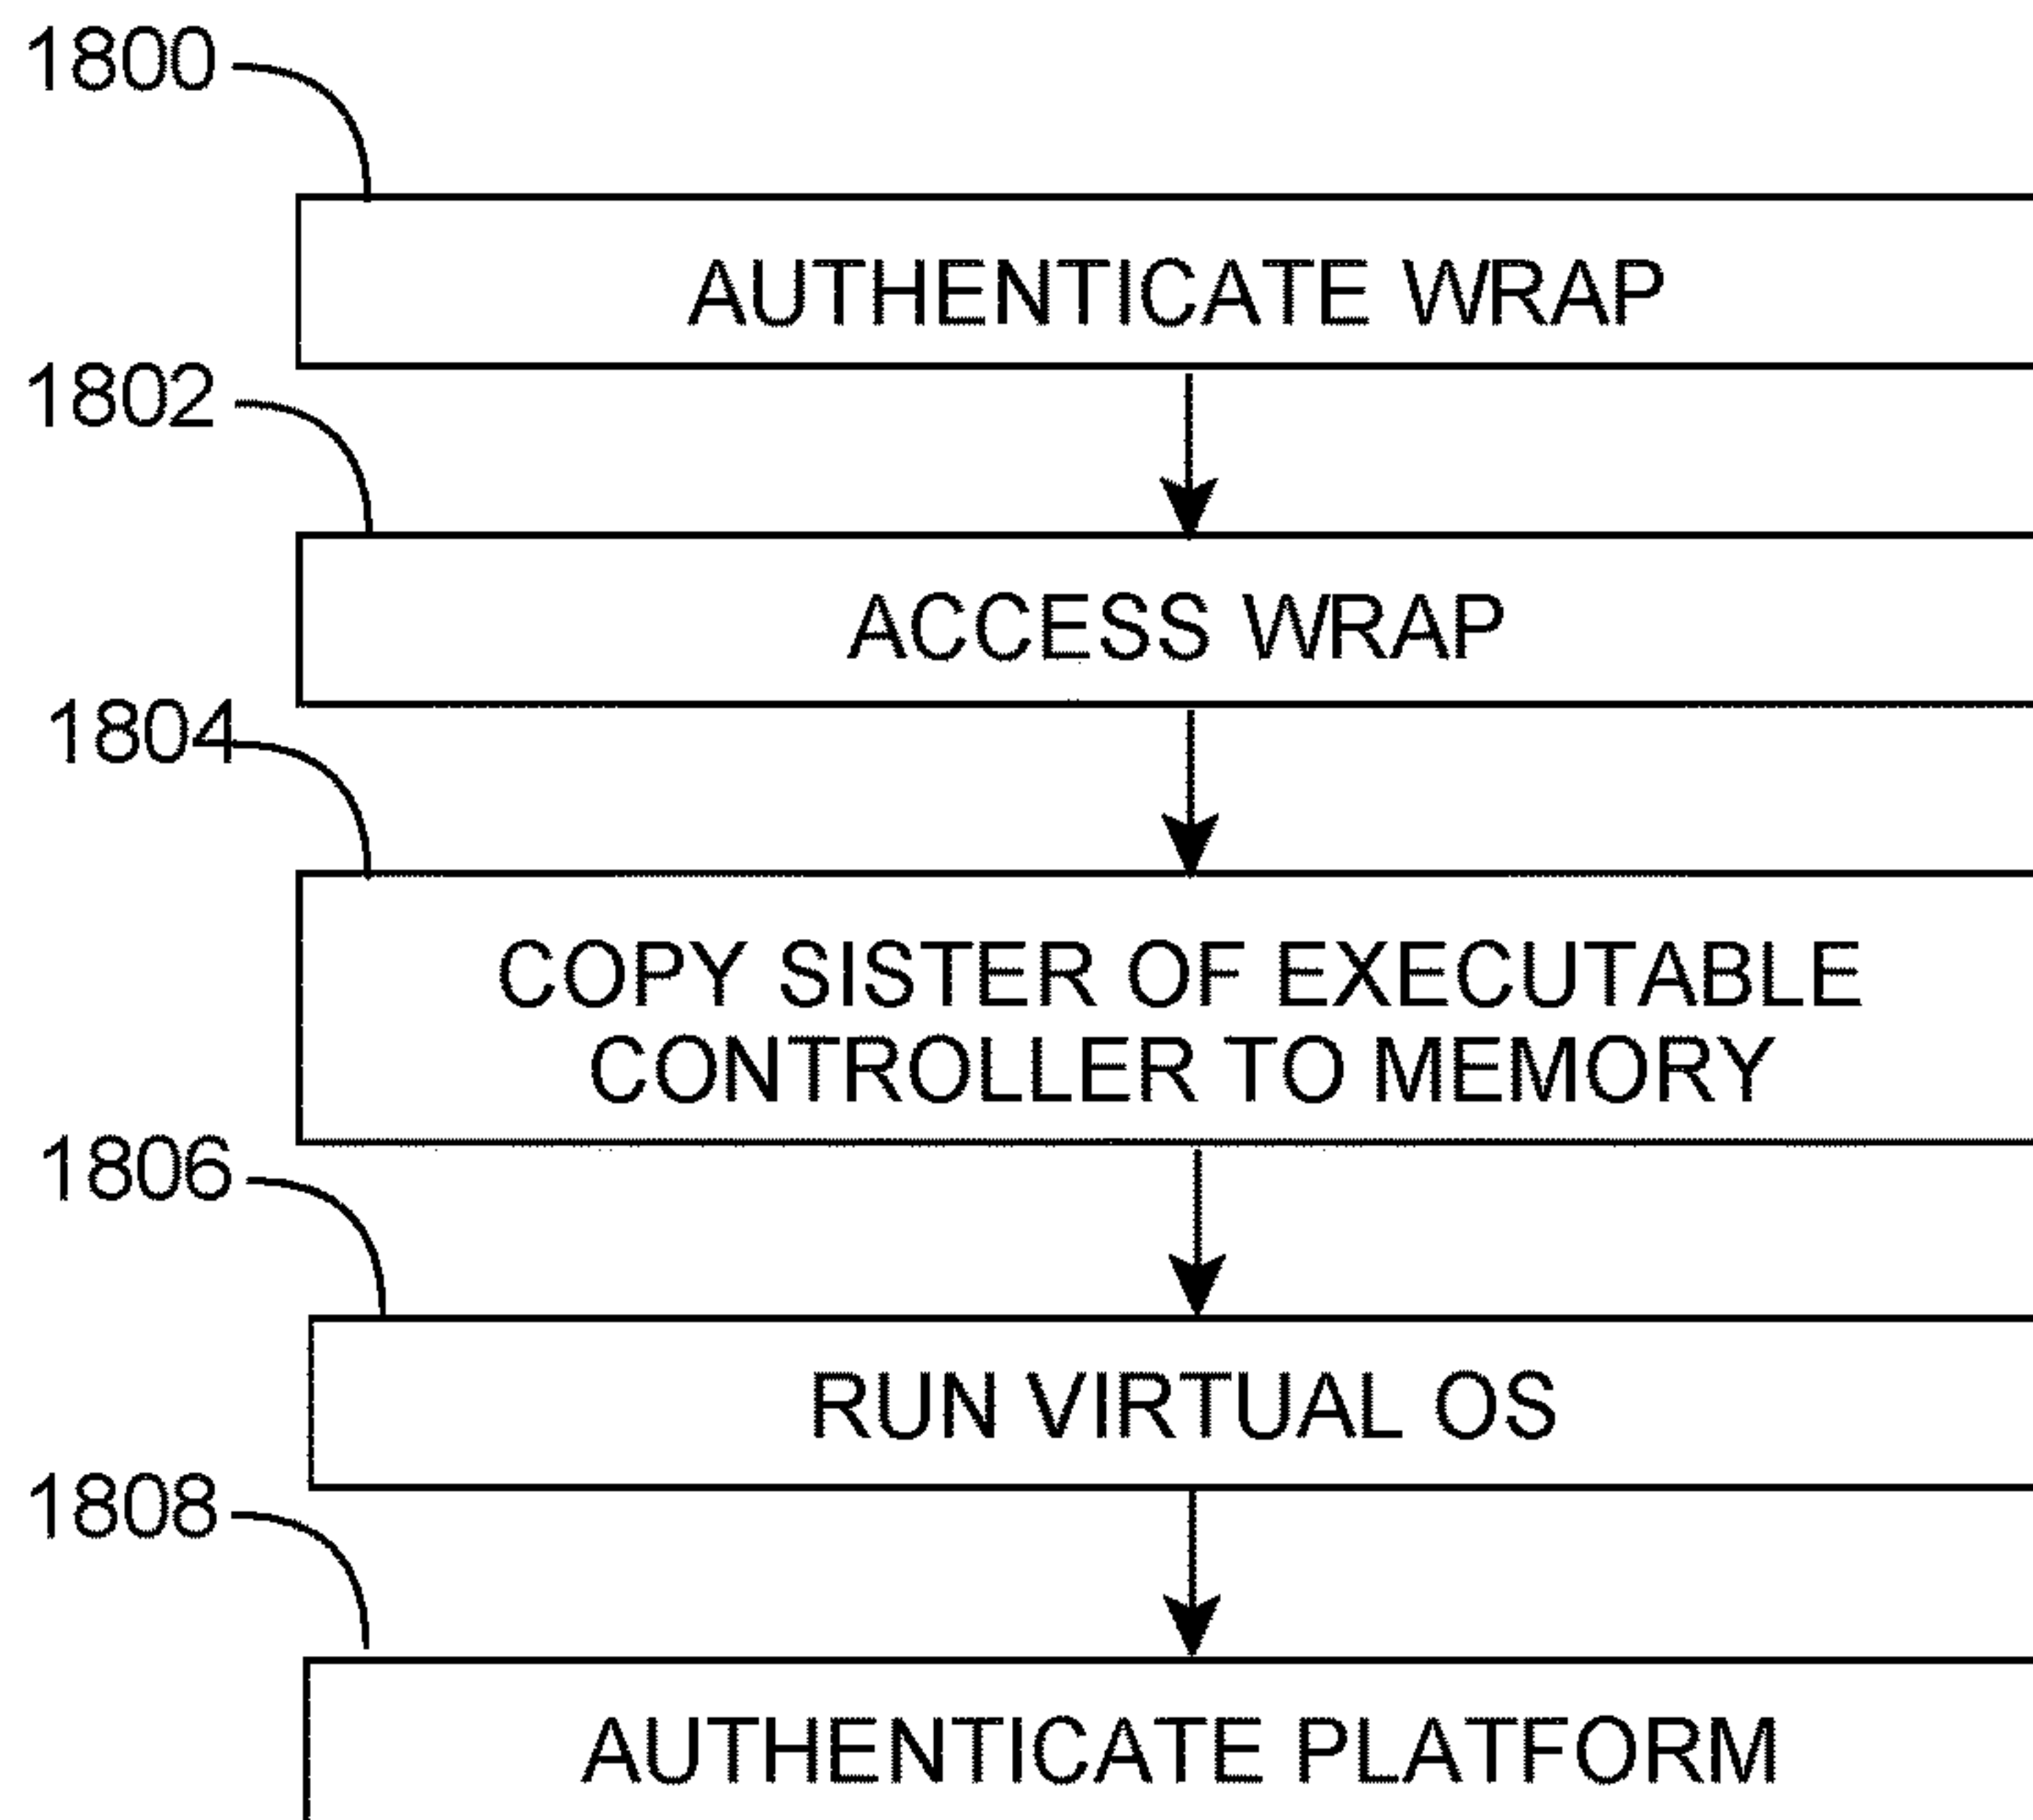 1800
AUTHENTICATE WRAP
1802
ACCESS WRAP
1804
COPY SISTER OF EXECUTABLE
CONTROLLER TO MEMORY
1806
RUN VIRTUAL OS
1808
AUTHENTICATE PLATFORM